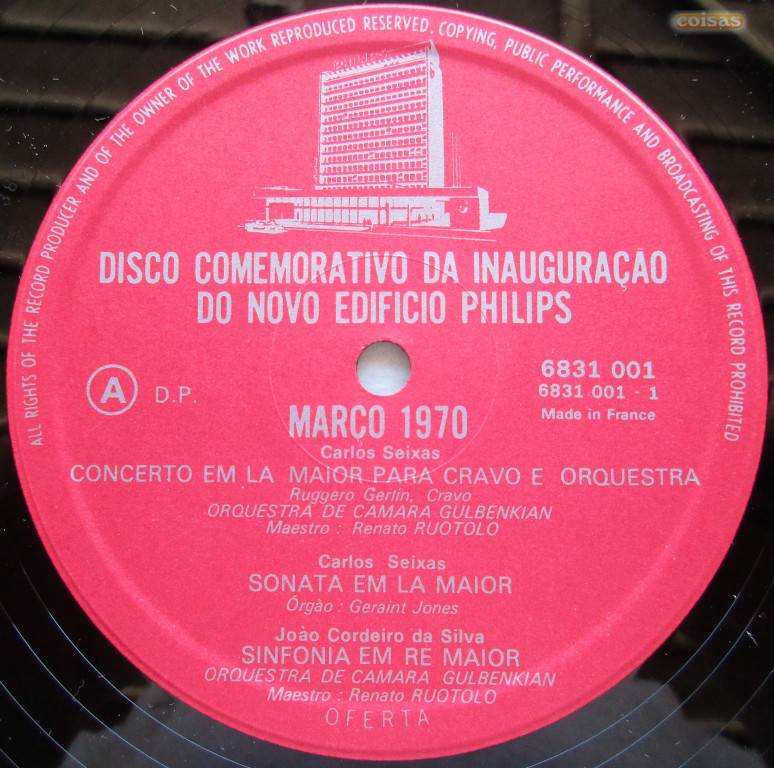 coisas
ALL RIGHTS OF THE RECORD PRODUCER AND OF THE OWNER OF THE WORK REPRODUCED RESERVED, COPYING, PUBLIC PERFORMANCE AND BROADCASTING OF THIS RECORD PROHIBITED
PHILIPS
DISCO COMEMORATIVO DA INAUGURAÇÃO
DO NOVO EDIFICIO PHILIPS
A D.P.
6831 001
6831 001 - 1
Made in France
MARÇO 1970
Carlos Seixas
CONCERTO EM LA MAIOR PARA CRAVO E ORQUESTRA
Ruggero Gerlin, Cravo
ORQUESTRA DE CAMARA GULBENKIAN
Maestro : Renato RUOTOLO
Carlos Seixas
SONATA EM LA MAIOR
Órgão : Geraint Jones
João Cordeiro da Silva
SINFONIA EM RE MAIOR
ORQUESTRA DE CAMARA GULBENKIAN
Maestro : Renato RUOTOLO
OFERTA